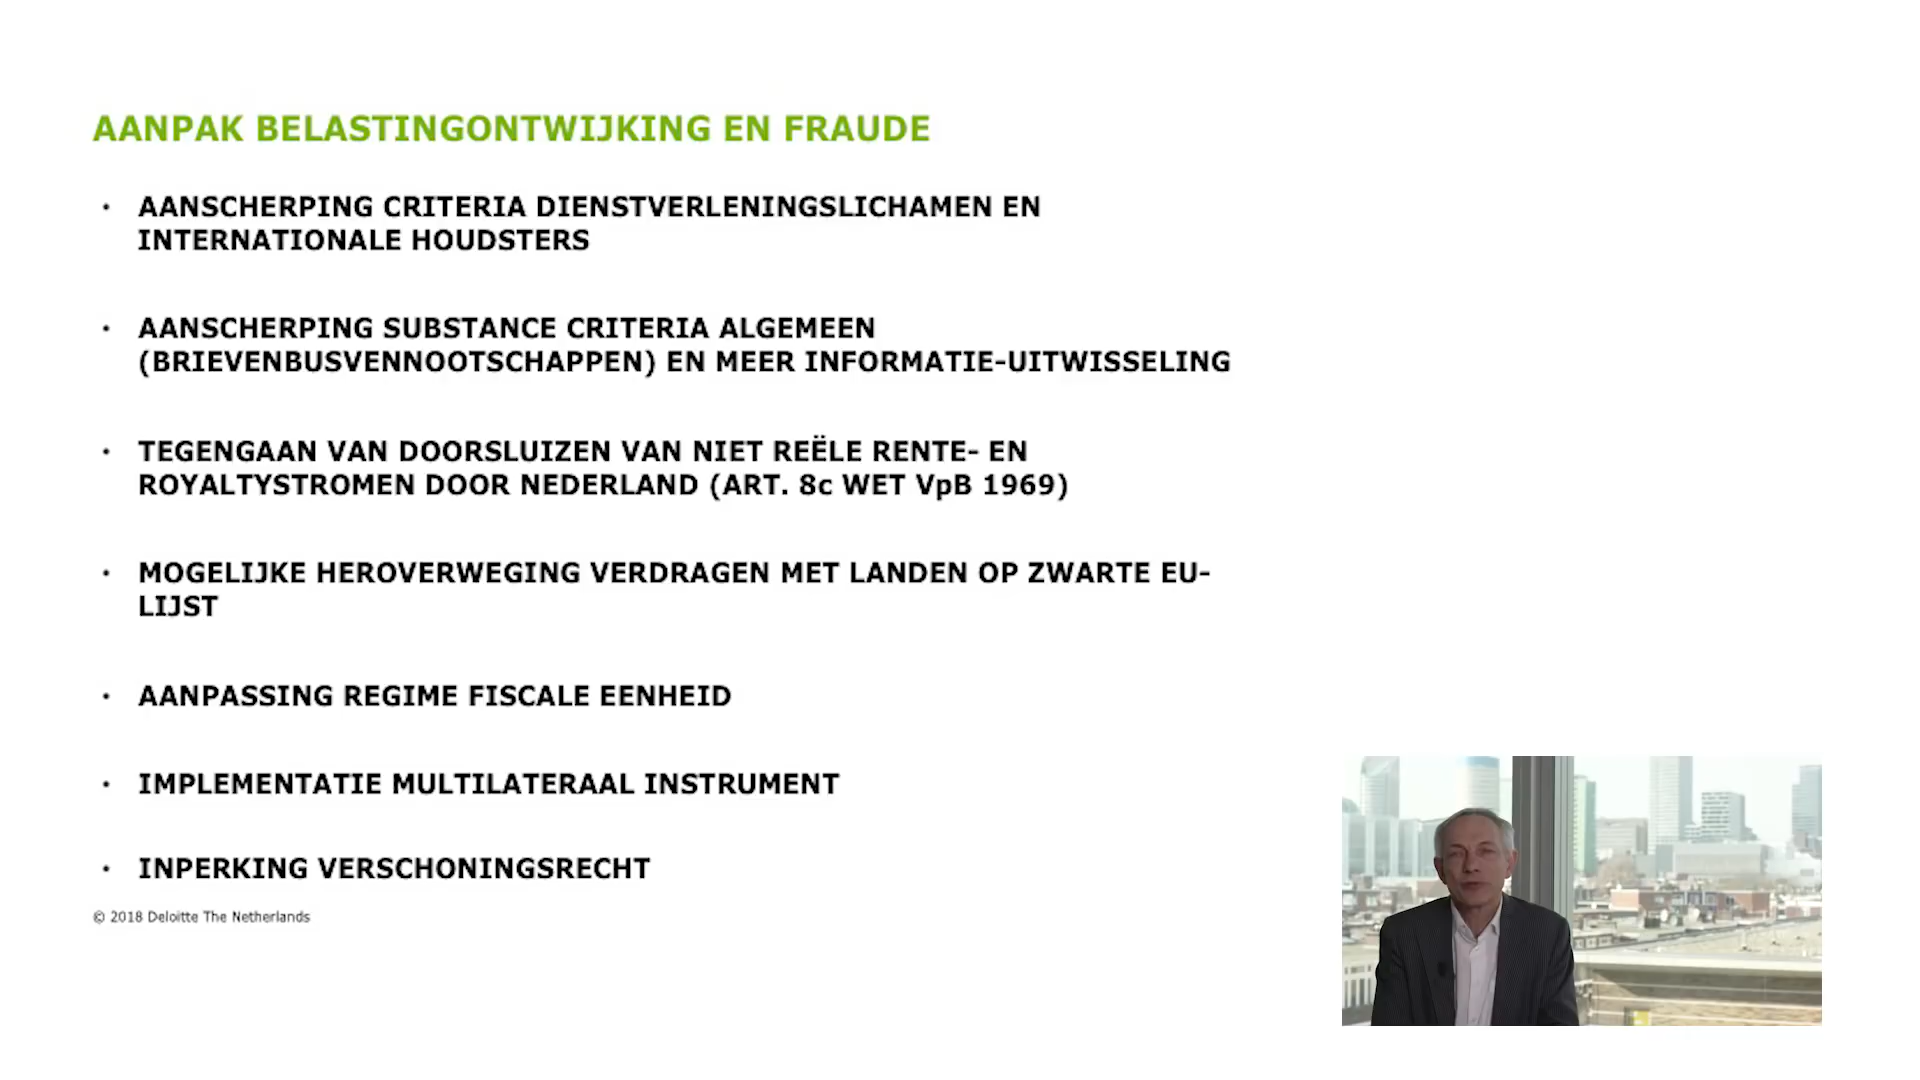 AANPAK BELASTINGONTWIJKING EN FRAUDE
• AANSCHERPING CRITERIA DIENSTVERLENINGSLICHAMEN EN
INTERNATIONALE HOUDSTERS
• AANSCHERPING SUBSTANCE CRITERIA ALGEMEEN
(BRIEVENBUSVENNOOTSCHAPPEN) EN MEER INFORMATIE-UITWISSELING
• TEGENGAAN VAN DOORSLUIZEN VAN NIET REËLE RENTE- EN
ROYALTYSTROMEN DOOR NEDERLAND (ART. 8c WET VpB 1969)
• MOGELIJKE HEROVERWEGING VERDRAGEN MET LANDEN OP ZWARTE EU-
LIJST
• AANPASSING REGIME FISCALE EENHEID
• IMPLEMENTATIE MULTILATERAAL INSTRUMENT
• INPERKING VERSCHONINGSRECHT
© 2018 Deloitte The Netherlands